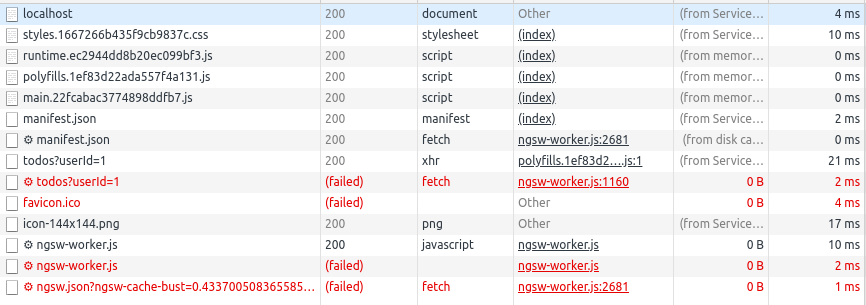 localhost 200 document Other (from Service… 4 ms
styles.1667266b435f9cb9837c.css 200 stylesheet (index) (from Service… 10 ms
runtime.ec2944dd8b20ec099bf3.js 200 script (index) (from memor… 0 ms
polyfills.1ef83d22ada557f4a131.js 200 script (index) (from memor… 0 ms
main.22fcabac3774898ddfb7.js 200 script (index) (from memor… 0 ms
manifest.json 200 manifest (index) (from Service… 2 ms
manifest.json 200 fetch ngsw-worker.js:2681 (from disk ca… 0 ms
todos?userId=1 200 xhr polyfills.1ef83d2….js:1 (from Service… 21 ms
todos?userId=1 (failed) fetch ngsw-worker.js:1160 0 B 2 ms
favicon.ico (failed) Other 0 B 4 ms
icon-144x144.png 200 png Other (from Service… 17 ms
ngsw-worker.js 200 javascript ngsw-worker.js 0 B 10 ms
ngsw-worker.js (failed) ngsw-worker.js 0 B 2 ms
ngsw.json?ngsw-cache-bust=0.433700508365585… (failed) fetch ngsw-worker.js:2681 0 B 1 ms